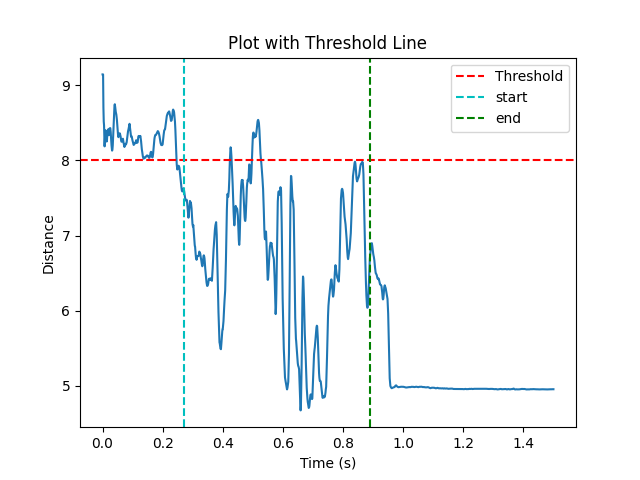 Plot with Threshold Line
Threshold
start
end
9
8
7
6
5
Distance
0.0 0.2 0.4 0.6 0.8 1.0 1.2 1.4
Time (s)